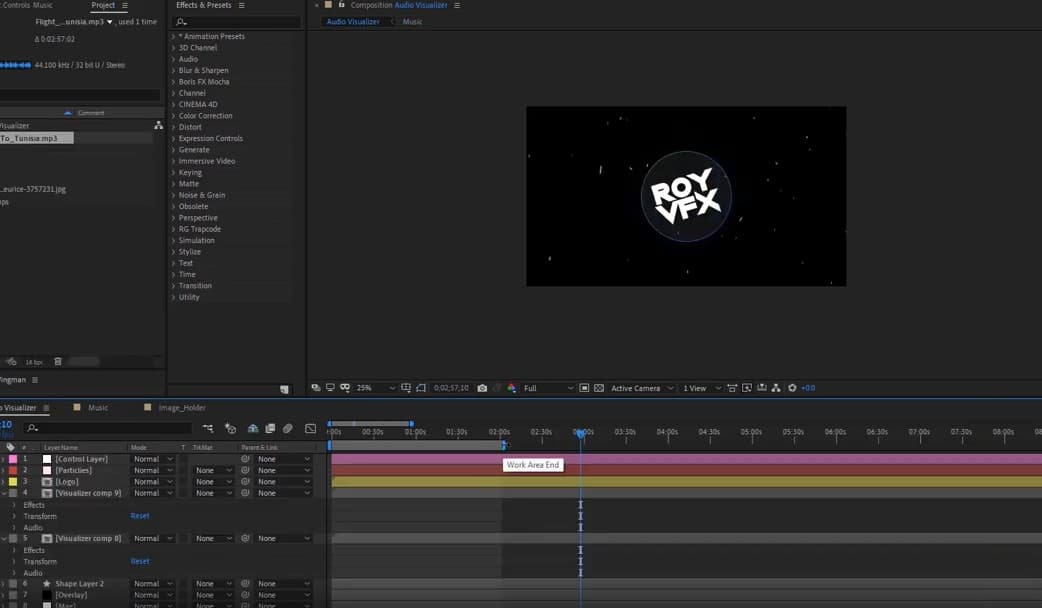 t Controls Music
Project
Effects & Presets
Composition Audio Visualizer
Flight_...unisia.mp3 , used 1 time
Audio Visualizer
Music
Δ 0:02:57:02
* Animation Presets
3D Channel
Audio
44.100 kHz / 32 bit U / Stereo
Blur & Sharpen
Boris FX Mocha
Channel
CINEMA 4D
Comment
Color Correction
isualizer
Distort
To_Tunisia.mp3
Expression Controls
Generate
Immersive Video
Keying
Matte
_eurice-3757231.jpg
Noise & Grain
ps
Obsolete
Perspective
RG Trapcode
Simulation
Stylize
Text
Time
Transition
Utility
ROY
VFX
14 bpc
ingman
25%
0;02;57;10
Full
Active Camera
1 View
+0.0
o Visualizer
Music
Image_Holder
;10
:00s 00:30s 01:00s 01:30s 02:00s 02:30s 03:00s 03:30s 04:00s 04:30s 05:00s 05:30s 06:00s 06:30s 07:00s 07:30s 08:00s 08
# Layer Name Mode T TrkMat Parent & Link
1 [Control Layer] Normal None
Work Area End
2 [Particlies] Normal None None
3 [Logo] Normal None None
4 [Visualizer comp 9] Normal None None
Effects
Transform Reset
Audio
5 [Visualizer comp 8] Normal None None
Effects
Transform Reset
Audio
6 Shape Layer 2 Normal None None
7 [Overlay] Normal None None
8 Normal None None